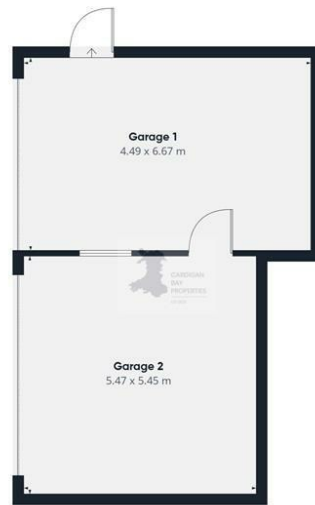 Garage 1
4.49 x 6.67 m
CARDIGAN
BAY
PROPERTIES
Garage 2
5.47 x 5.45 m